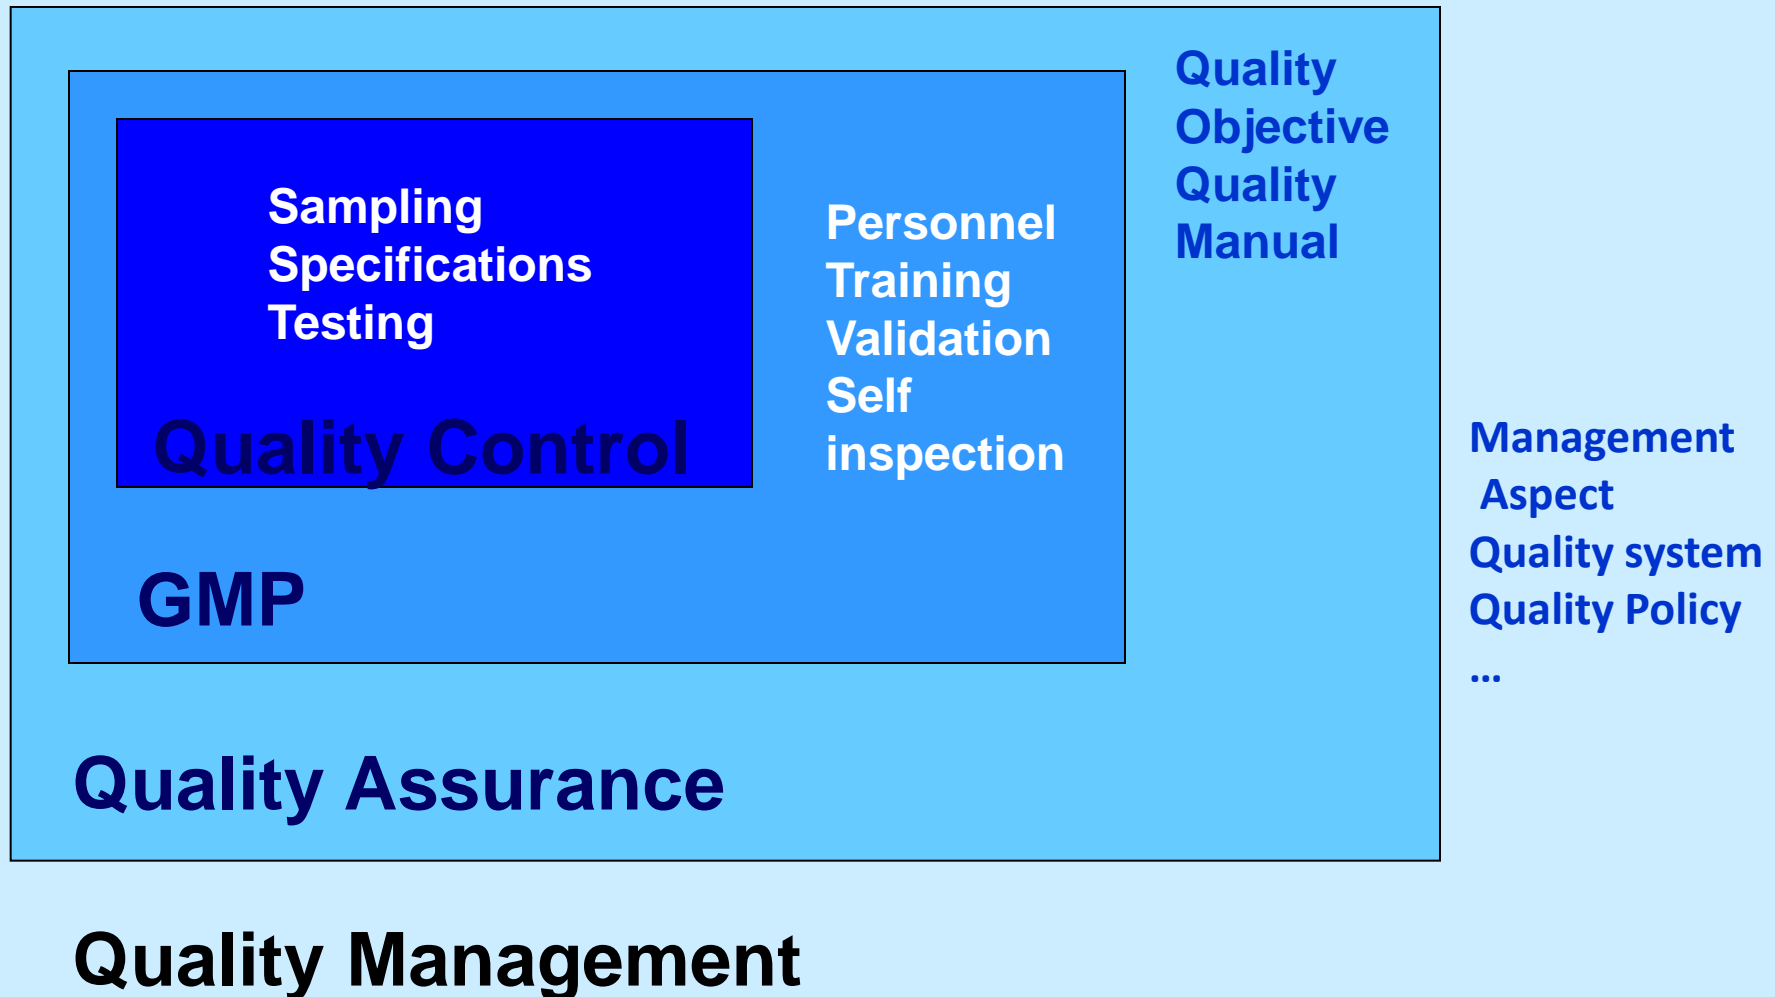 Sampling
Specifications
Testing
Quality Control
Personnel
Training
Validation
Self
inspection
GMP
Quality
Objective
Quality
Manual
Quality Assurance
Management
Aspect
Quality system
Quality Policy
...
Quality Management